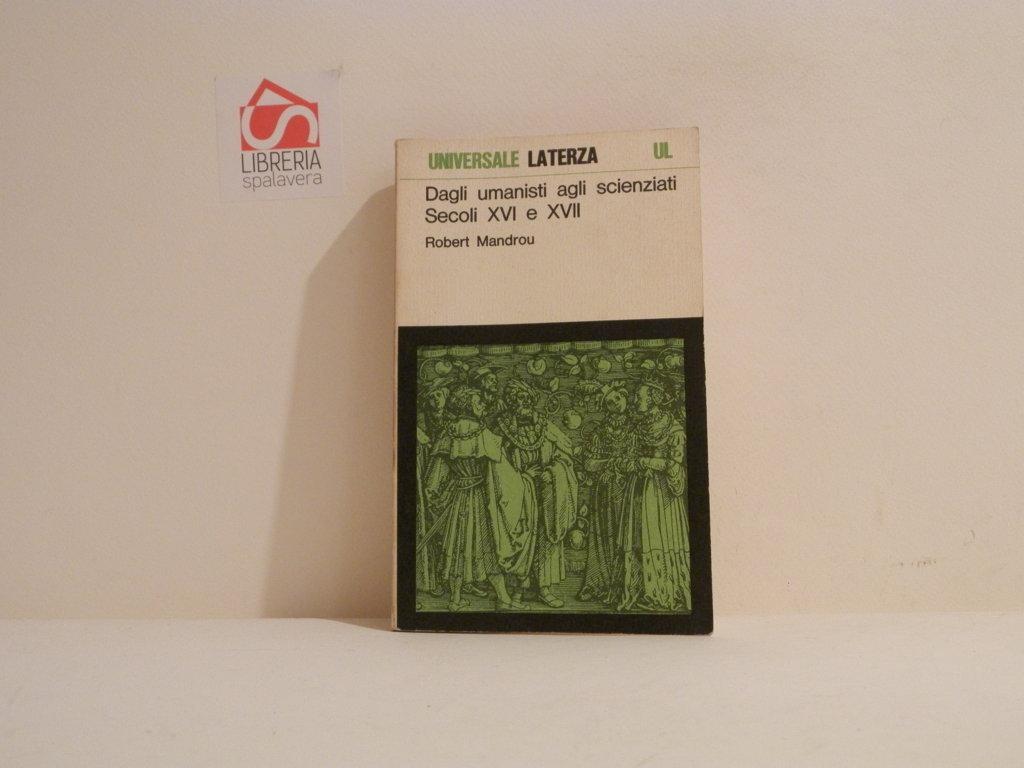 LIBRERIA
spalavera
UNIVERSALE LATERZA UL
Dagli umanisti agli scienziati
Secoli XVI e XVII
Robert Mandrou